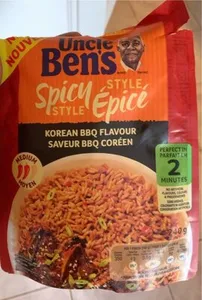 NOUV
Uncle
Ben's
Spicy STYLE
STYLE Épicé
KOREAN BBQ FLAVOUR
SAVEUR BBQ CORÉEN
MEDIUM
MOYEN
PERFECT IN
PARFAIT EN
2
MINUTES